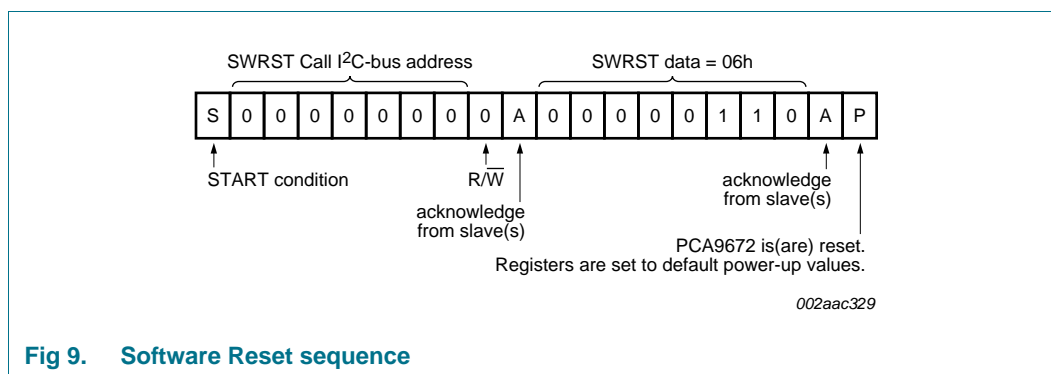 SWRST Call I2C-bus address SWRST data = 06h
S 0 0 0 0 0 0 0 0 A 0 0 0 0 0 1 1 0 A P
START condition R/W acknowledge
acknowledge from slave(s)
from slave(s)
PCA9672 is(are) reset.
Registers are set to default power-up values.
002aac329
Fig 9. Software Reset sequence